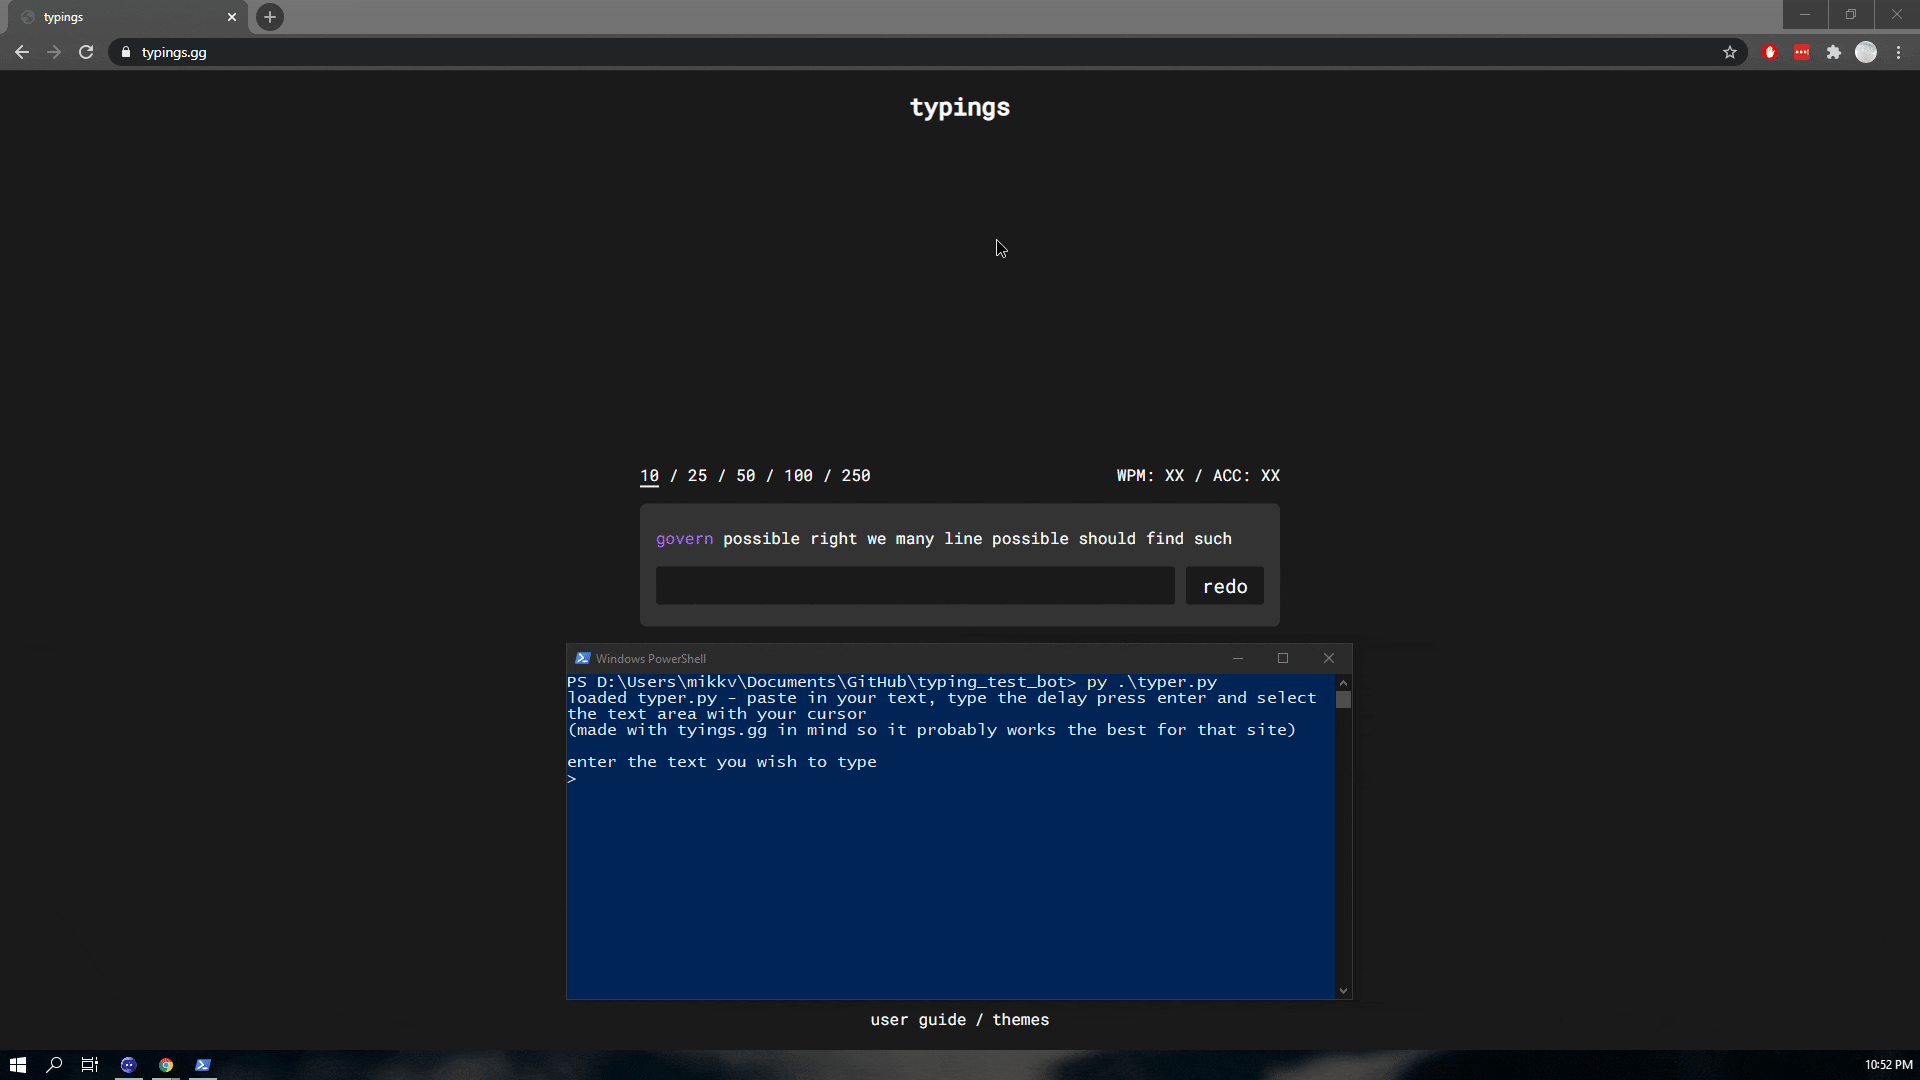 typings
typings.gg
typings
10 / 25 / 50 / 100 / 250
WPM: XX / ACC: XX
govern possible right we many line possible should find such
redo
Windows PowerShell
PS D:\Users\mikkv\Documents\GitHub\typing_test_bot> py .\typer.py
loaded typer.py - paste in your text, type the delay press enter and select
the text area with your cursor
(made with tyings.gg in mind so it probably works the best for that site)
enter the text you wish to type
>
user guide / themes
10:52 PM